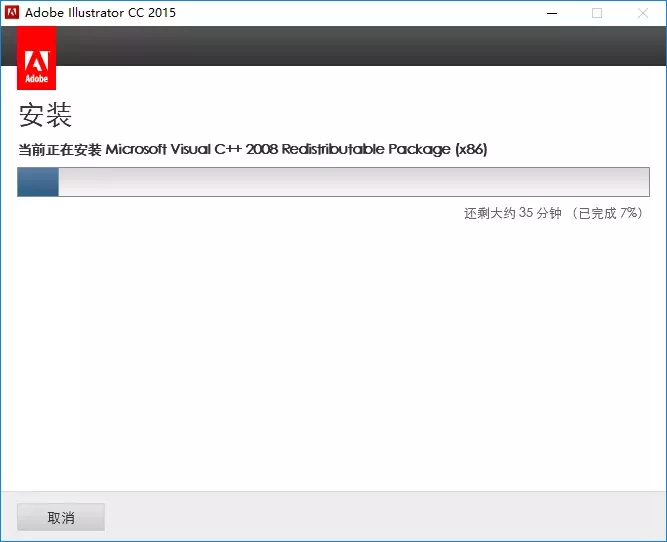 Adobe Illustrator CC 2015
Adobe
安装
当前正在安装 Microsoft Visual C++ 2008 Redistributable Package (x86)
还剩大约 35 分钟 （已完成 7%）
取消